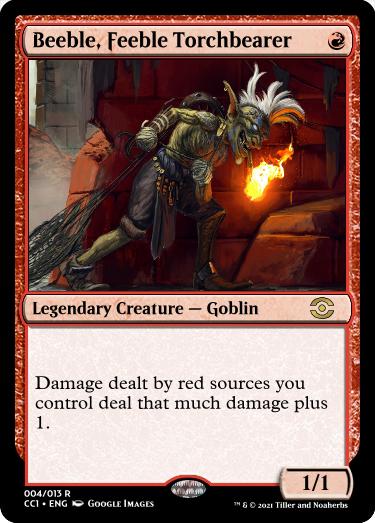 Beeble, Feeble Torchbearer
Legendary Creature — Goblin
Damage dealt by red sources you
control deal that much damage plus
1.
1/1
004/013 R
CC1 • ENG Google Images
™ & © 2021 Tiller and Noaherbs